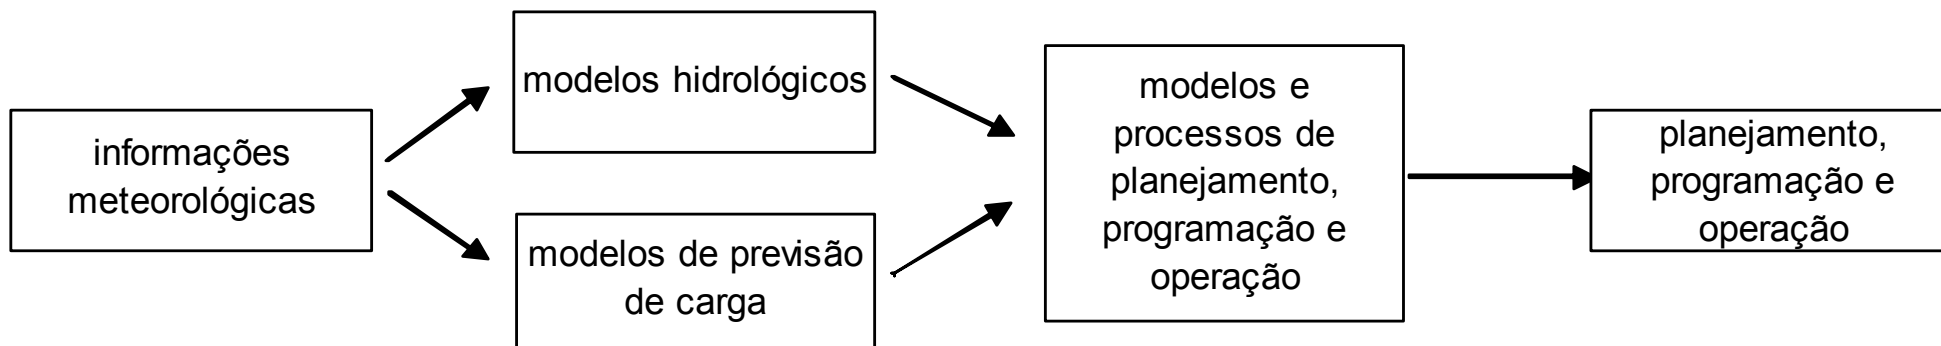 informações
meteorológicas
modelos hidrológicos
modelos de previsão
de carga
modelos e
processos de
planejamento,
programação e
operação
planejamento,
programação e
operação